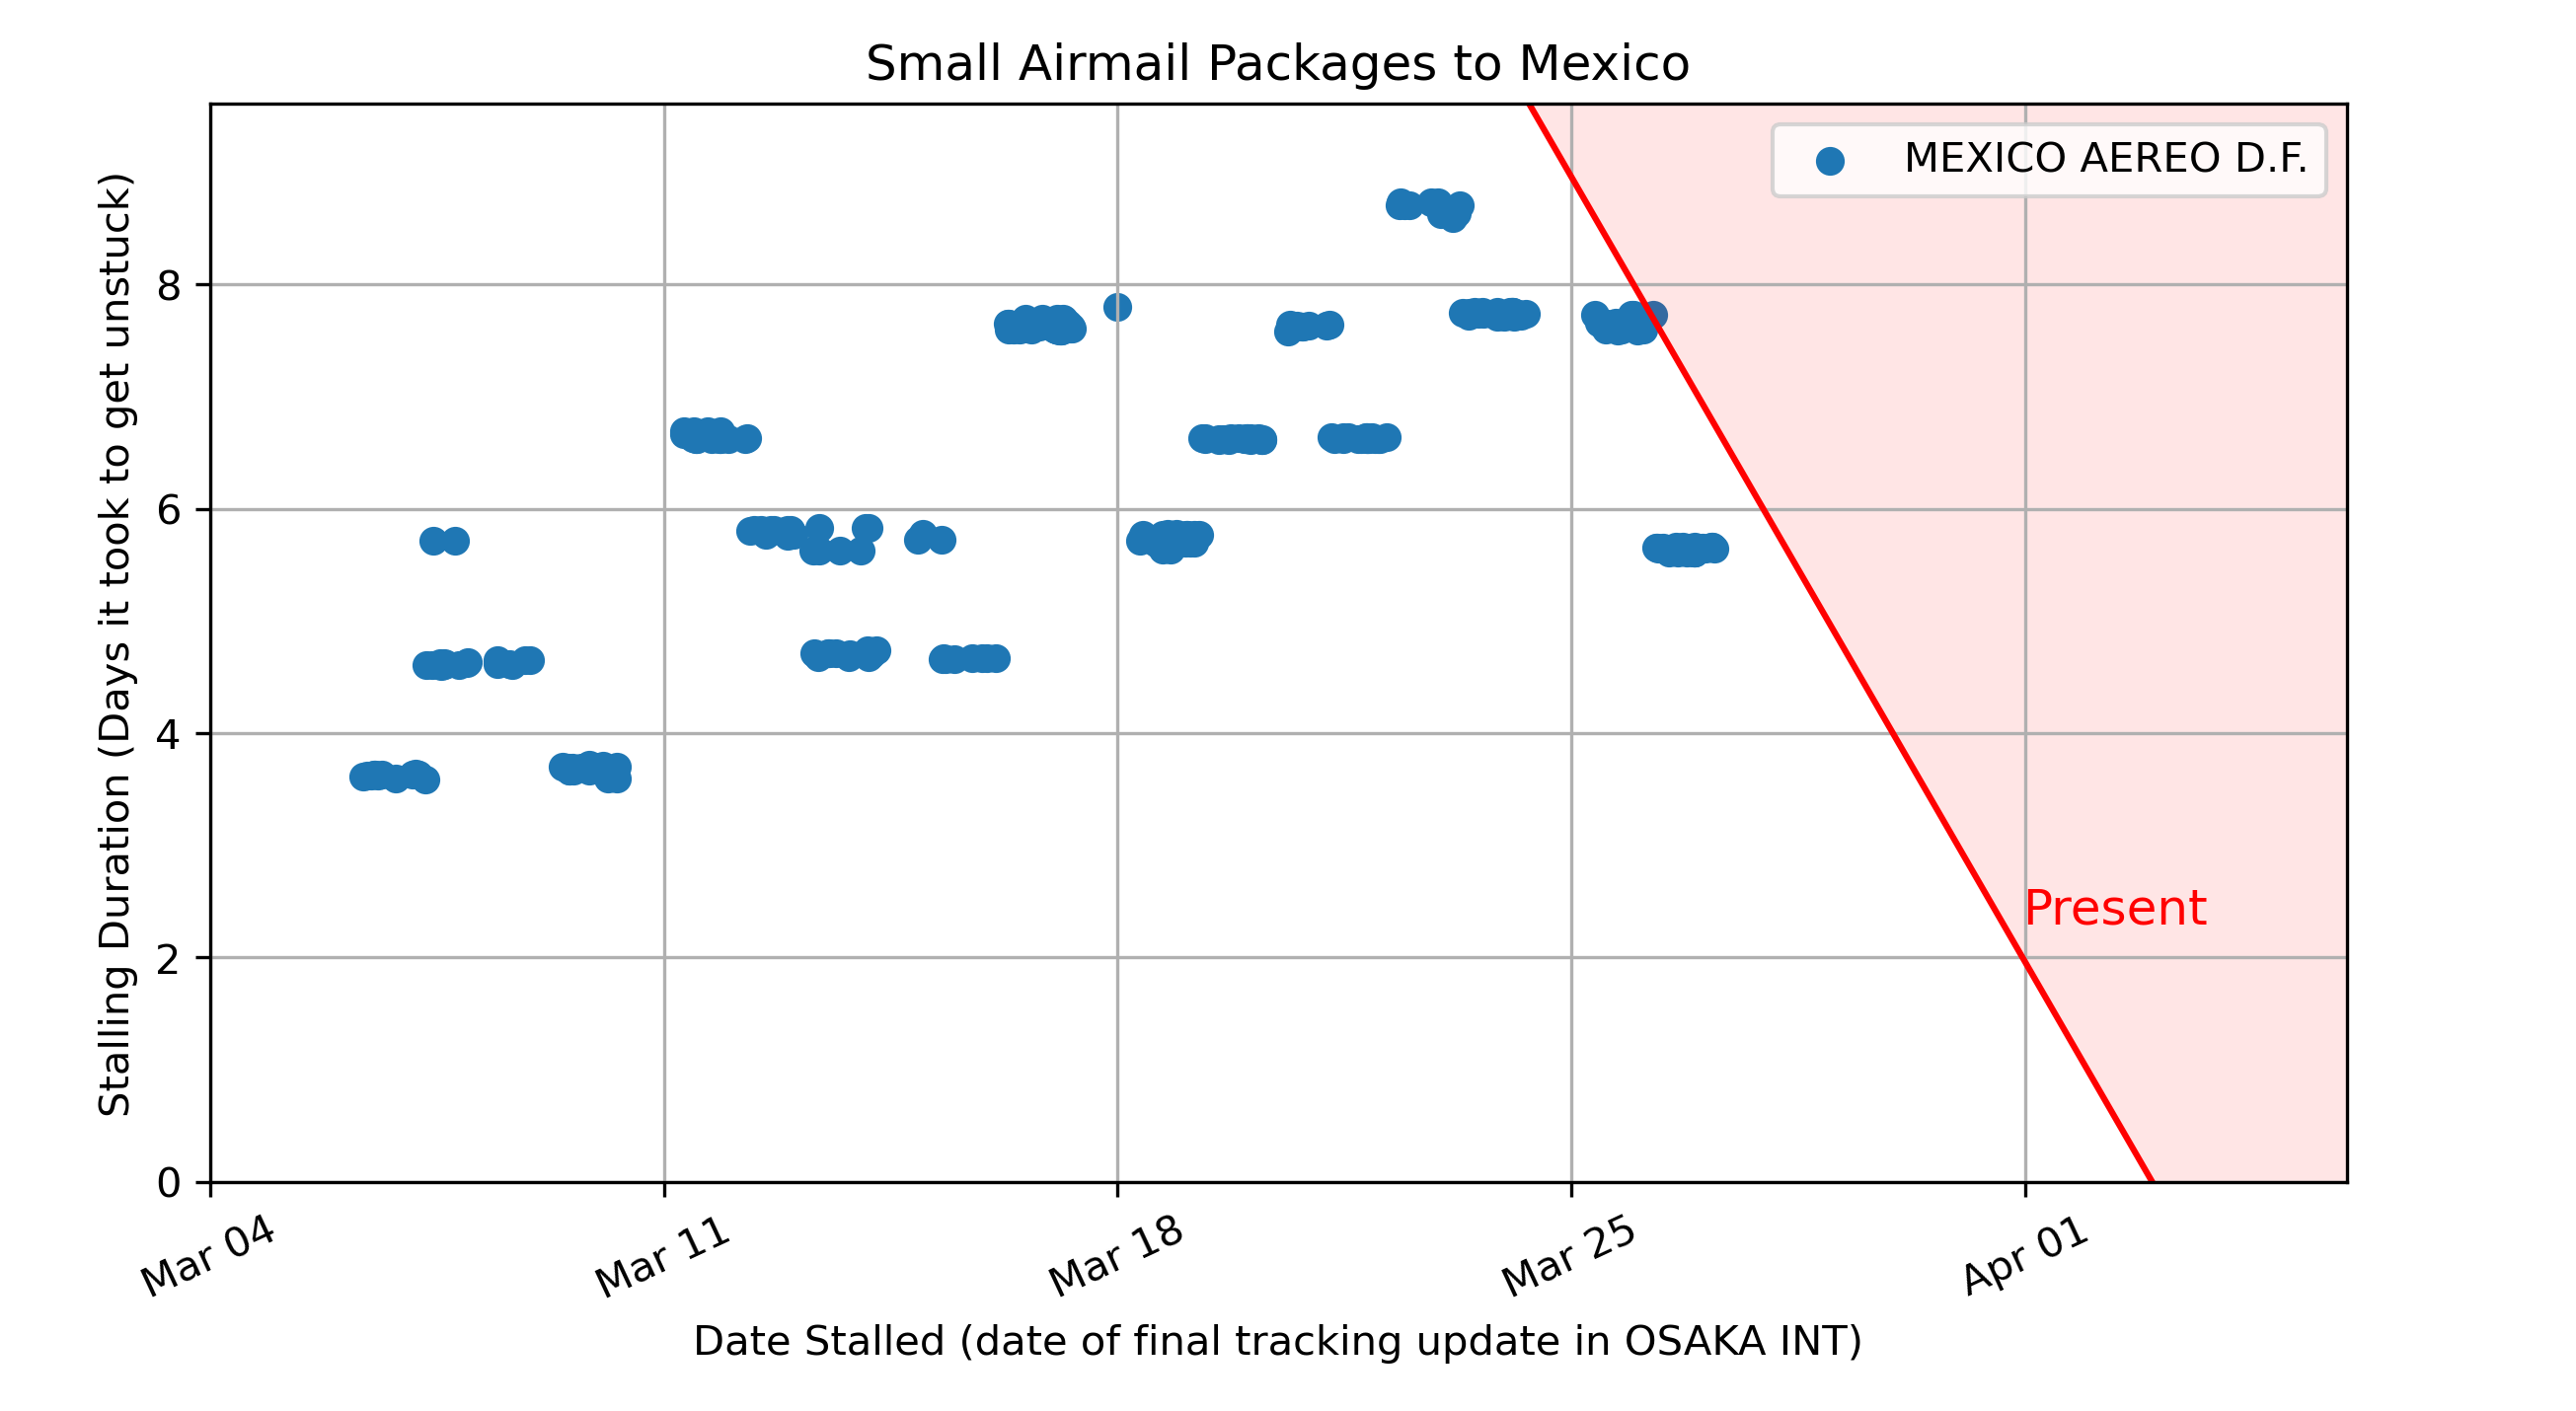 Small Airmail Packages to Mexico
MEXICO AEREO D.F.
Stalling Duration (Days it took to get unstuck)
8
6
4
2
0
Present
Mar 04
Mar 11
Mar 18
Mar 25
Apr 01
Date Stalled (date of final tracking update in OSAKA INT)